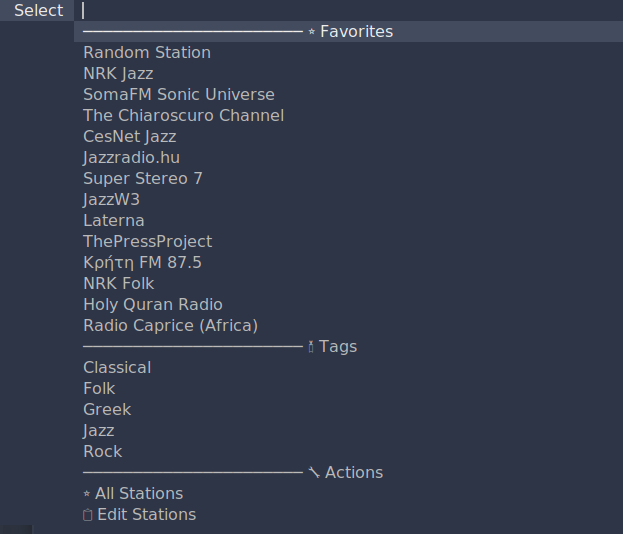 Select
──────────────────── ⭐ Favorites
Random Station
NRK Jazz
SomaFM Sonic Universe
The Chiaroscuro Channel
CesNet Jazz
Jazzradio.hu
Super Stereo 7
JazzW3
Laterna
ThePressProject
Κρήτη FM 87.5
NRK Folk
Holy Quran Radio
Radio Caprice (Africa)
──────────────────── Tags
Classical
Folk
Greek
Jazz
Rock
──────────────────── Actions
⭐ All Stations
📋 Edit Stations